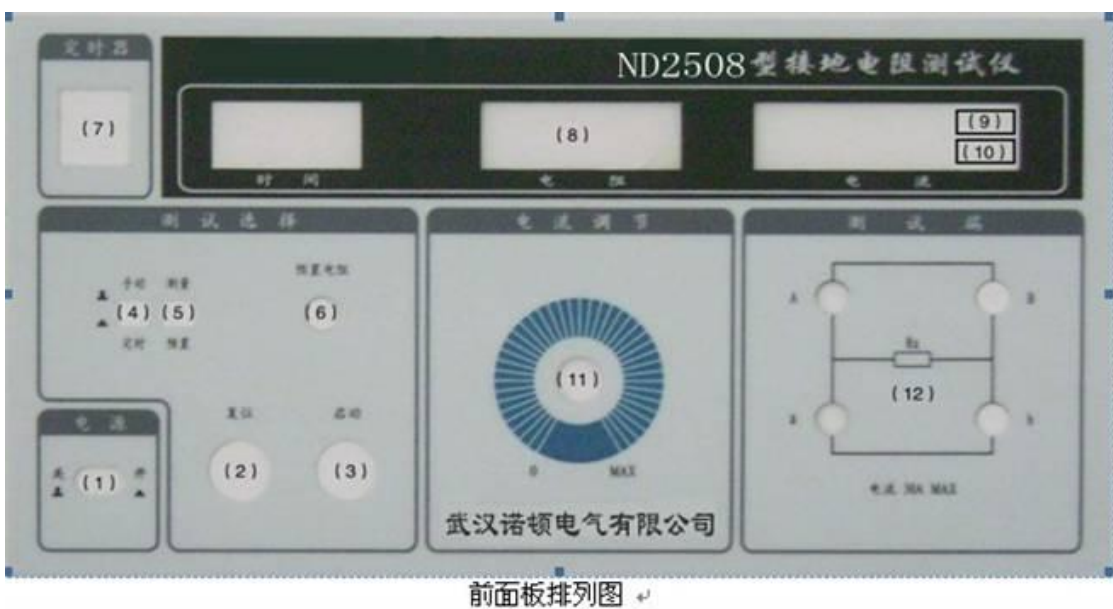 定时器
ND2508型接地电阻测试仪
(7)
(8)
(9)
(10)
时 间
电 阻
电 流
测 试 选 择
电 流 调 节
测 试 端
手动 测量
预置电阻
(4) (5)
(6)
定时 预置
A
B
Rx
(11)
(12)
a
b
复位
启动
电 源
关 (1) 开
(2)
(3)
0
MAX
电流 30A MAX
武汉诺顿电气有限公司
前面板排列图